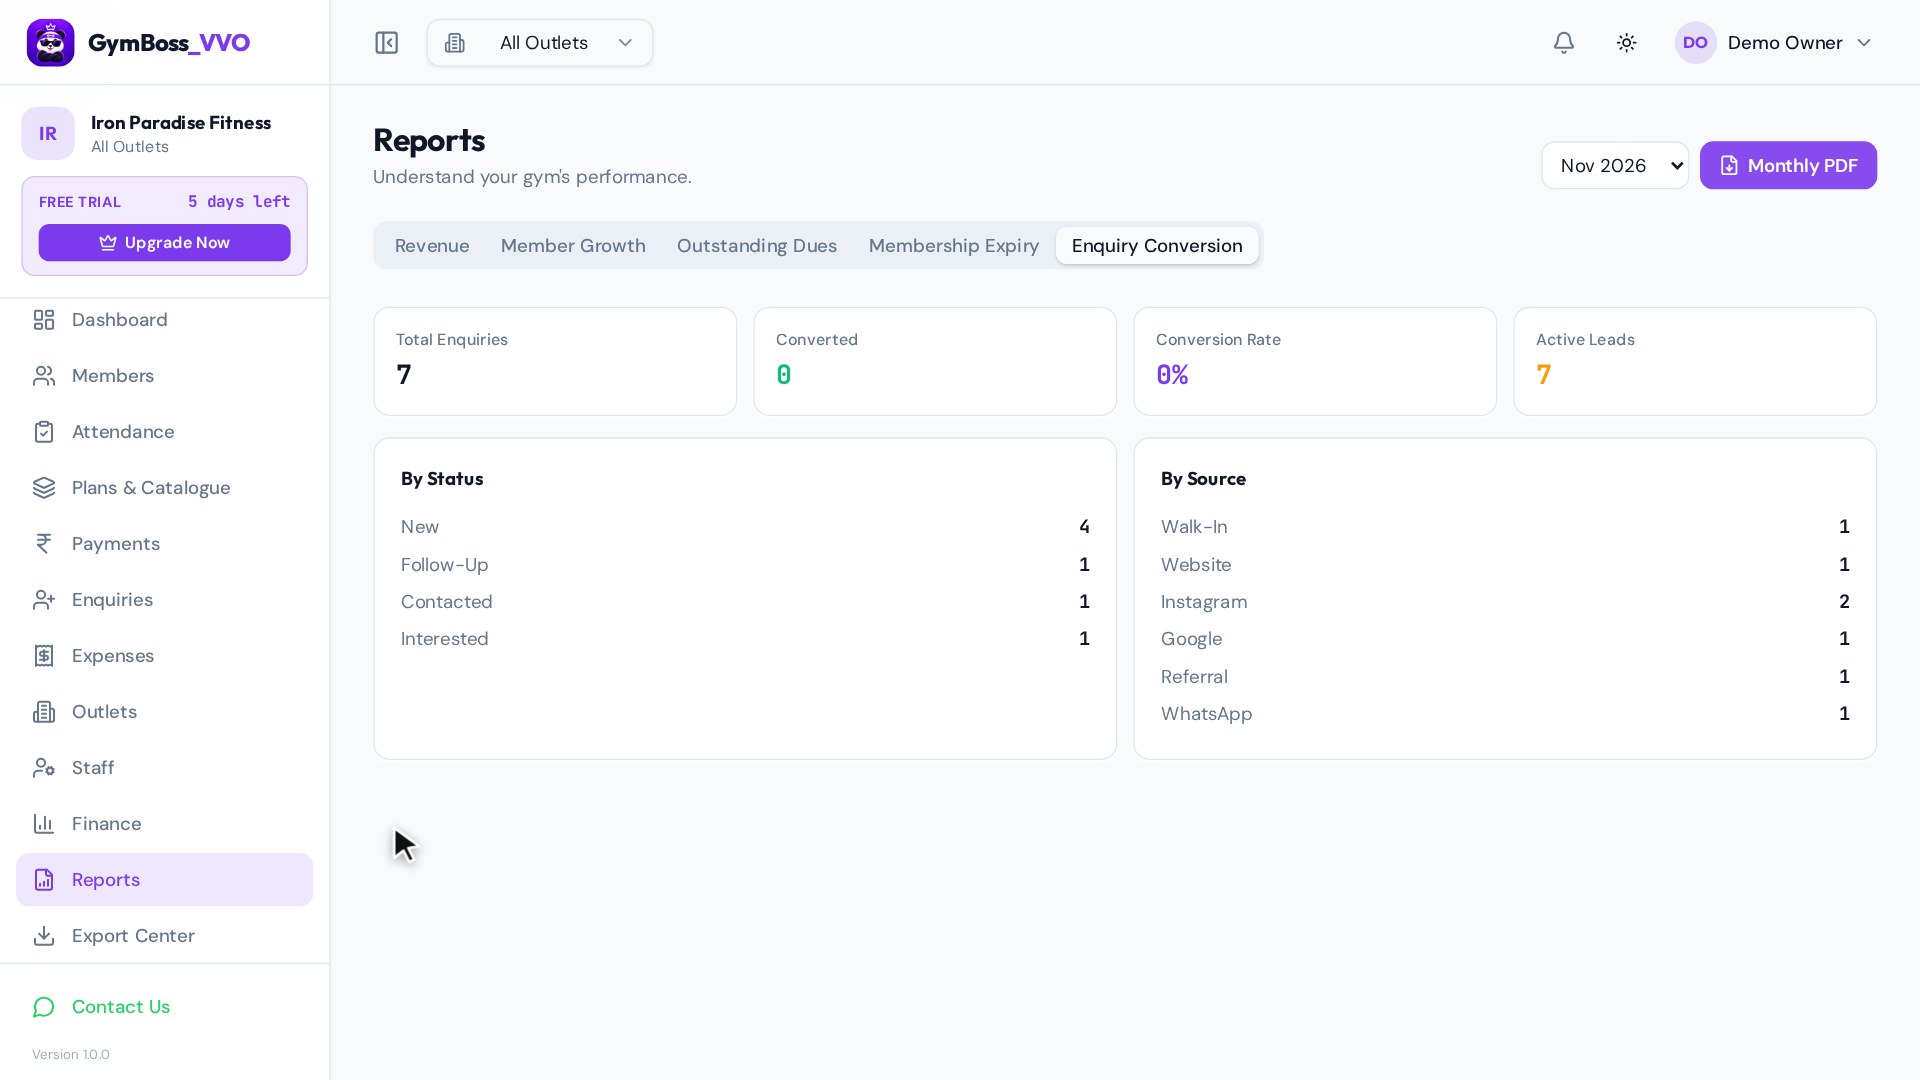 GymBoss_VVO
All Outlets
DO Demo Owner
IR
Iron Paradise Fitness
All Outlets
FREE TRIAL 5 days left
Upgrade Now
Dashboard
Members
Attendance
Plans & Catalogue
Payments
Enquiries
Expenses
Outlets
Staff
Finance
Reports
Export Center
Contact Us
Version 1.0.0
Reports
Understand your gym's performance.
Nov 2026 Monthly PDF
Revenue Member Growth Outstanding Dues Membership Expiry Enquiry Conversion
Total Enquiries
7
Converted
0
Conversion Rate
0%
Active Leads
7
By Status
New 4
Follow-Up 1
Contacted 1
Interested 1
By Source
Walk-In 1
Website 1
Instagram 2
Google 1
Referral 1
WhatsApp 1